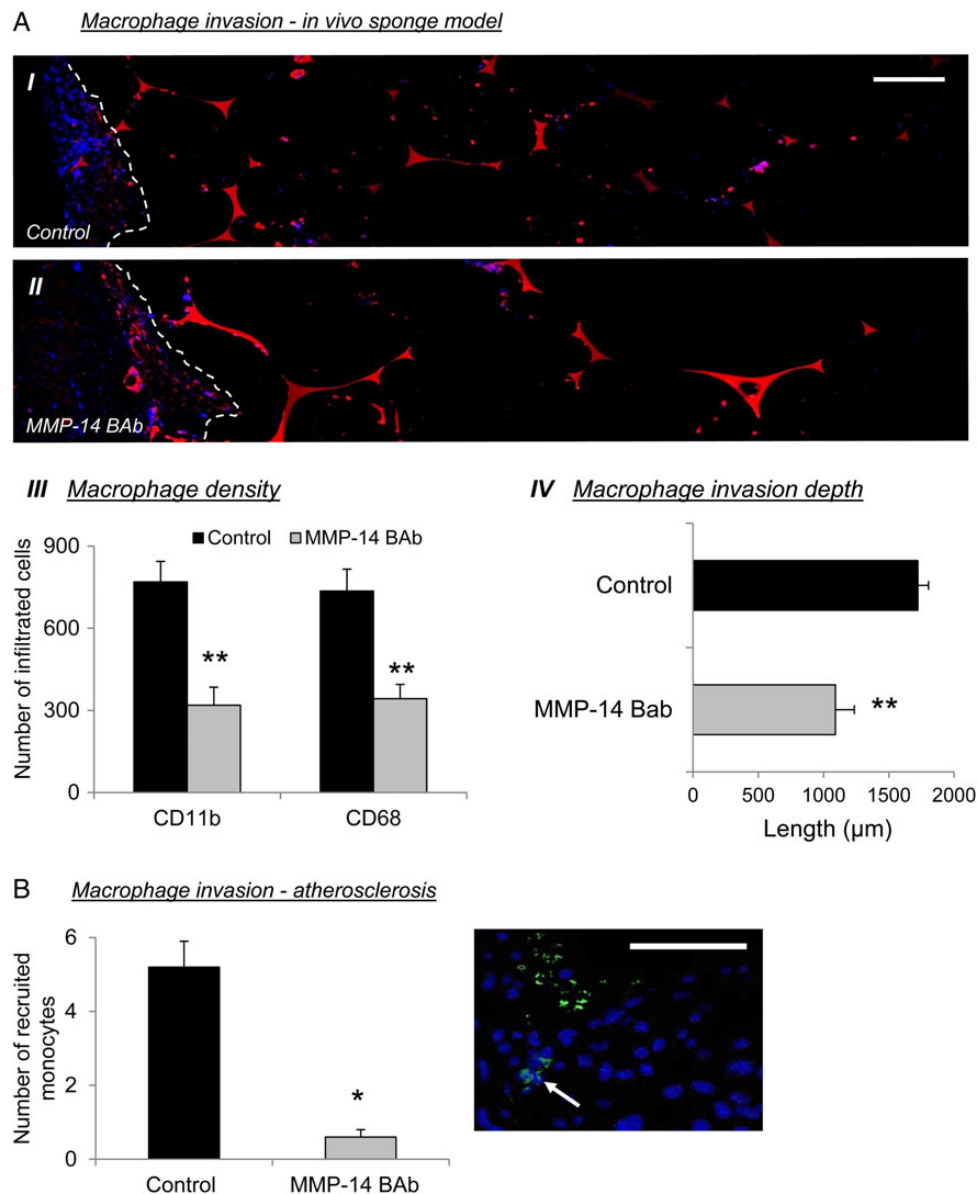 A Macrophage invasion - in vivo sponge model
I
Control
II
MMP-14 BAb
III Macrophage density
Control MMP-14 BAb
Number of infiltrated cells
900
600
300
0
** **
CD11b CD68
IV Macrophage invasion depth
Control
MMP-14 Bab
**
0 500 1000 1500 2000
Length (µm)
B Macrophage invasion - atherosclerosis
Number of recruited
monocytes
6
4
2
0
*
Control MMP-14 BAb